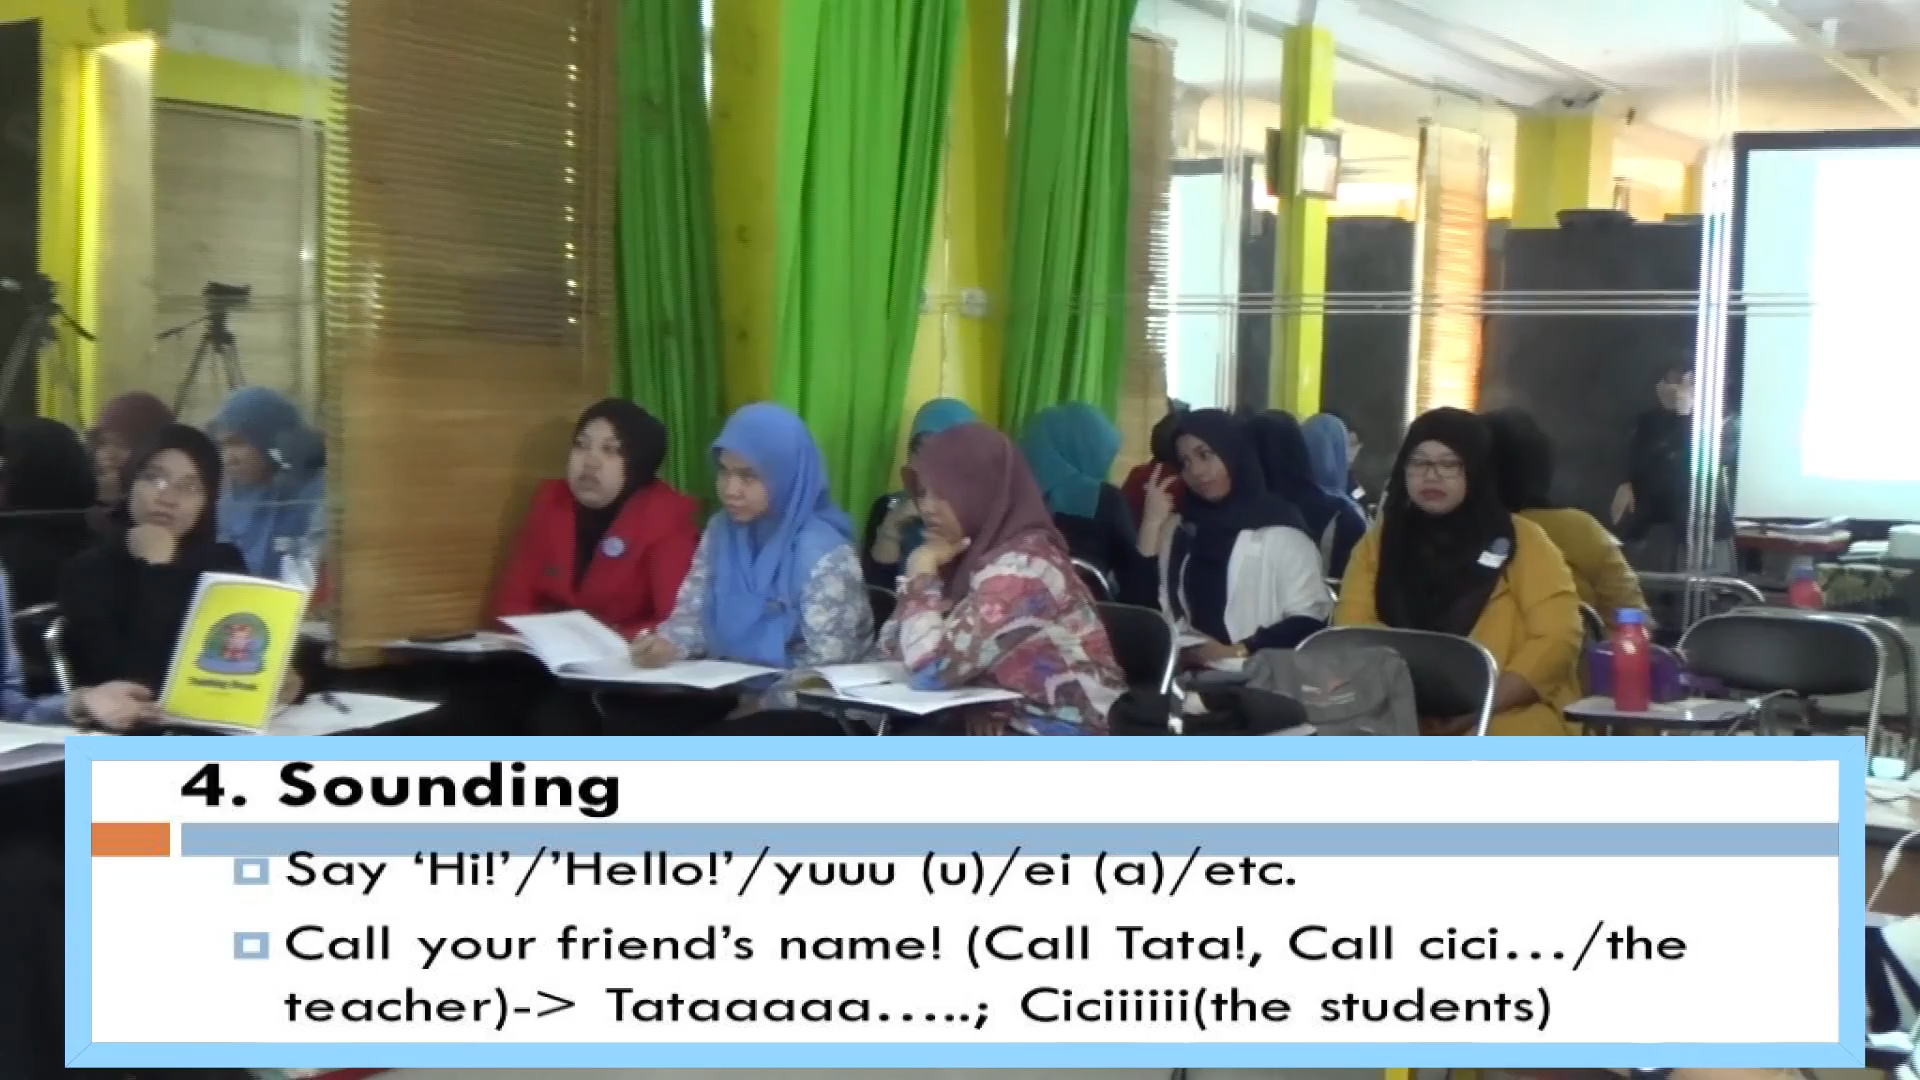 4. Sounding
Say ‘Hi!’/’Hello!’/yuuu (u)/ei (a)/etc.
Call your friend’s name! (Call Tata!, Call cici…/the
teacher)-> Tataaaaa…..; Ciciiiiiii(the students)